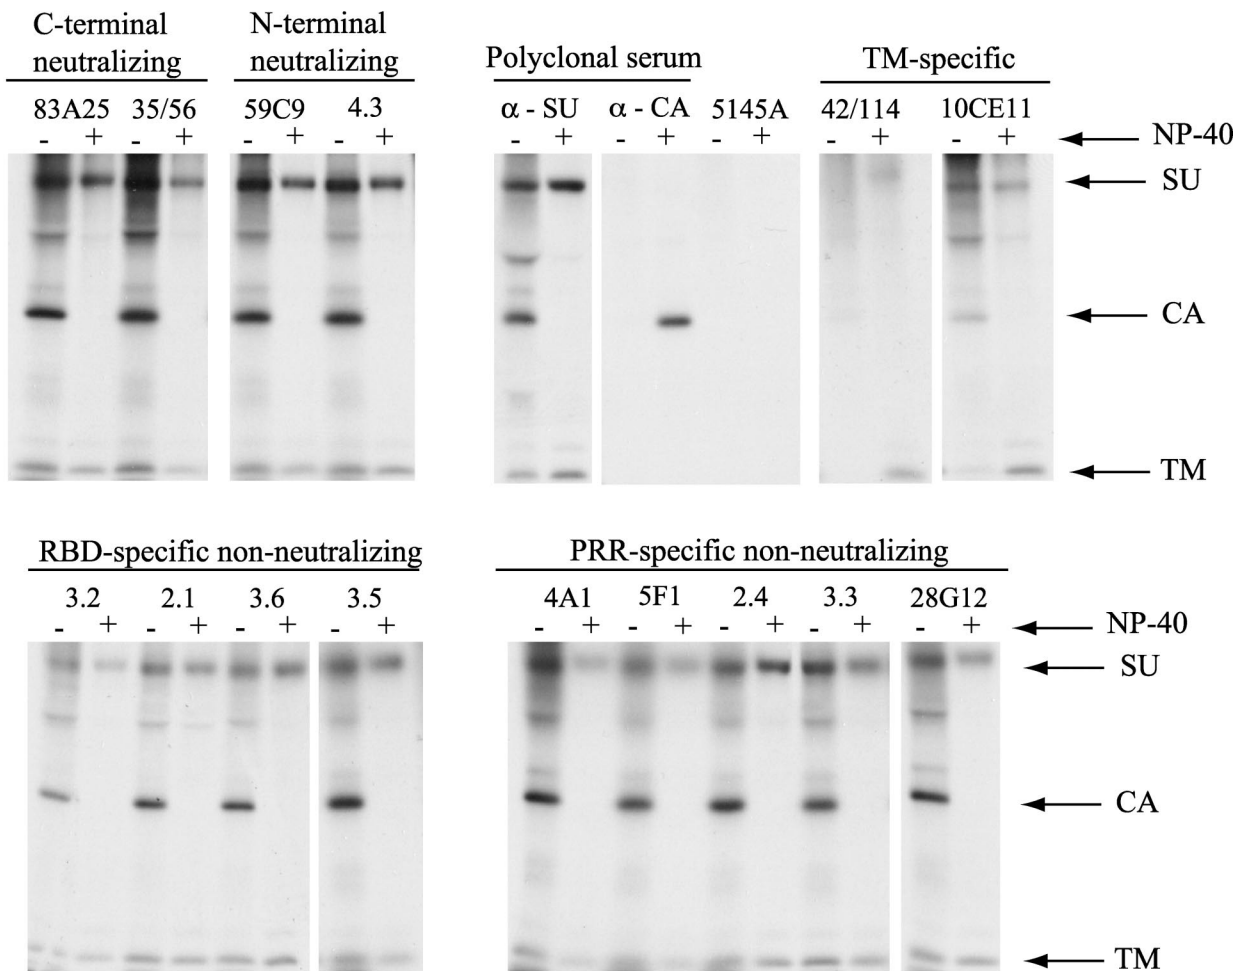 C-terminal neutralizing
N-terminal neutralizing
Polyclonal serum
TM-specific
83A25 35/56 59C9 4.3 α - SU α - CA 5145A 42/114 10CE11
- + - + - + - + - + - + - + - + - + NP-40
SU
CA
TM
RBD-specific non-neutralizing
PRR-specific non-neutralizing
3.2 2.1 3.6 3.5 4A1 5F1 2.4 3.3 28G12
- + - + - + - + - + - + - + - + - + NP-40
SU
CA
TM